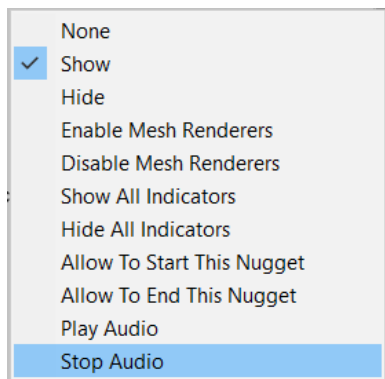 None
Show
Hide
Enable Mesh Renderers
Disable Mesh Renderers
Show All Indicators
Hide All Indicators
Allow To Start This Nugget
Allow To End This Nugget
Play Audio
Stop Audio